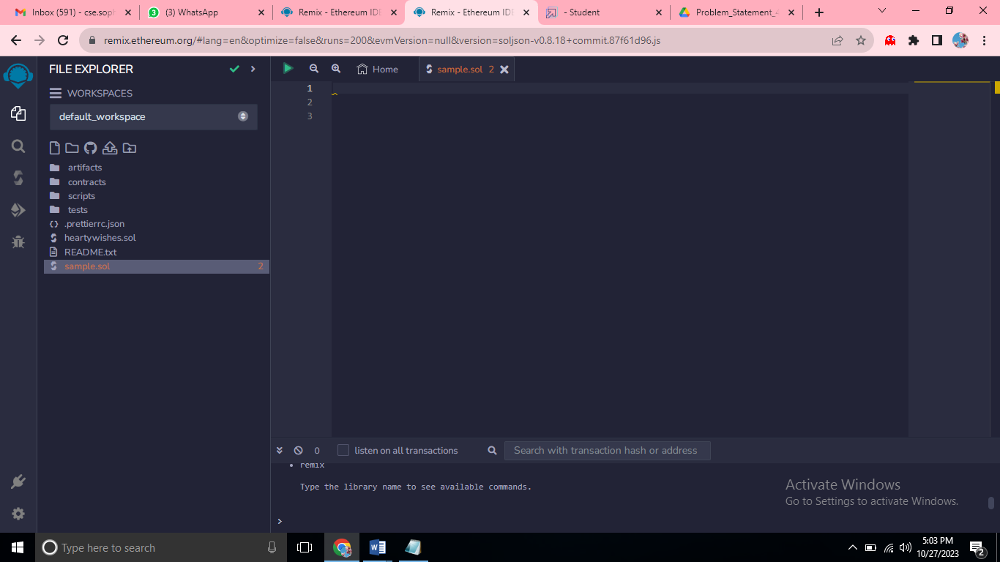 Inbox (591) - cse.soph
(3) WhatsApp
Remix - Ethereum IDE
Remix - Ethereum IDE
- Student
Problem_Statement_4
remix.ethereum.org/#lang=en&optimize=false&runs=200&evmVersion=null&version=soljson-v0.8.18+commit.87f61d96.js
FILE EXPLORER
Home
sample.sol 2
WORKSPACES
default_workspace
artifacts
contracts
scripts
tests
.prettierrc.json
heartywishes.sol
README.txt
sample.sol 2
1
2
3
0 listen on all transactions
Search with transaction hash or address
remix
Type the library name to see available commands.
>
Activate Windows
Go to Settings to activate Windows.
Type here to search
5:03 PM
10/27/2023
2